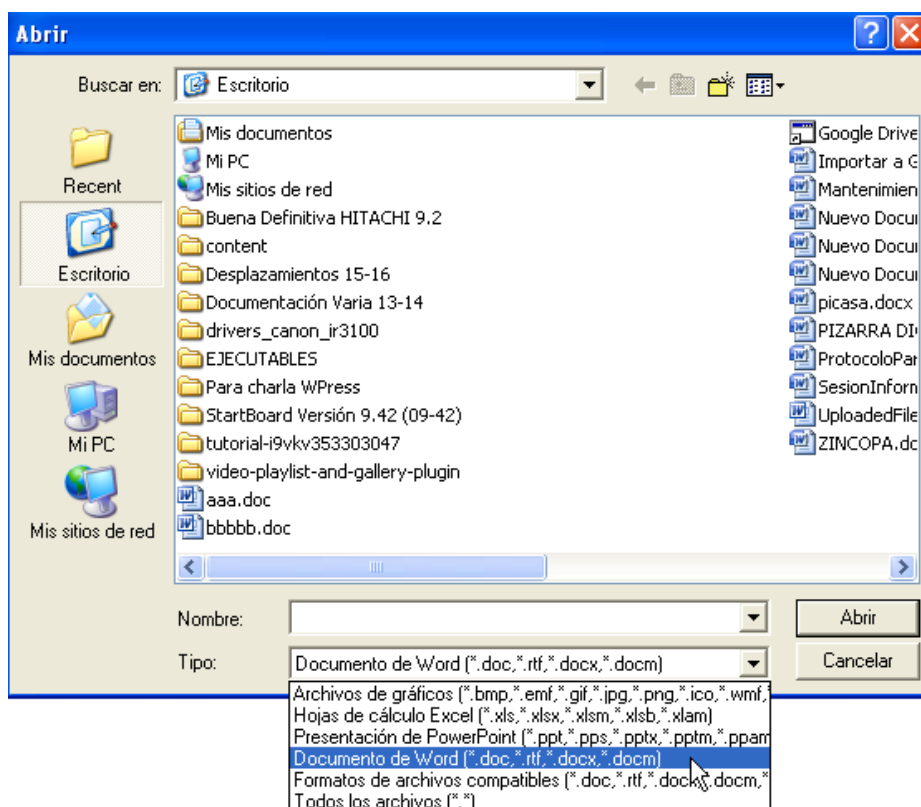 Abrir
Buscar en: Escritorio
Recent
Escritorio
Mis documentos
Mi PC
Mis sitios de red
Mis documentos
Mi PC
Mis sitios de red
Buena Definitiva HITACHI 9.2
content
Desplazamientos 15-16
Documentación Varia 13-14
drivers_canon_ir3100
EJECUTABLES
Para charla WPress
StartBoard Versión 9.42 (09-42)
tutorial-i9vkv353303047
video-playlist-and-gallery-plugin
aaa.doc
bbbbb.doc
Google Drive
Importar a G
Mantenimien
Nuevo Docu
Nuevo Docu
Nuevo Docu
picasa.docx
PIZARRA DI
ProtocoloPar
SesionInform
UploadedFile
ZINCOPA.dc
Nombre:
Abrir
Tipo: Documento de Word (*.doc,*.rtf,*.docx,*.docm)
Cancelar
Archivos de gráficos (*.bmp,*.emf,*.gif,*.jpg,*.png,*.ico,*.wmf,*
Hojas de cálculo Excel (*.xls,*.xlsx,*.xlsm,*.xlsb,*.xlam)
Presentación de PowerPoint (*.ppt,*.pps,*.pptx,*.pptm,*.ppam
Documento de Word (*.doc,*.rtf,*.docx,*.docm)
Formatos de archivos compatibles (*.doc,*.rtf,*.docx,*.docm,*
Todos los archivos (*.*)